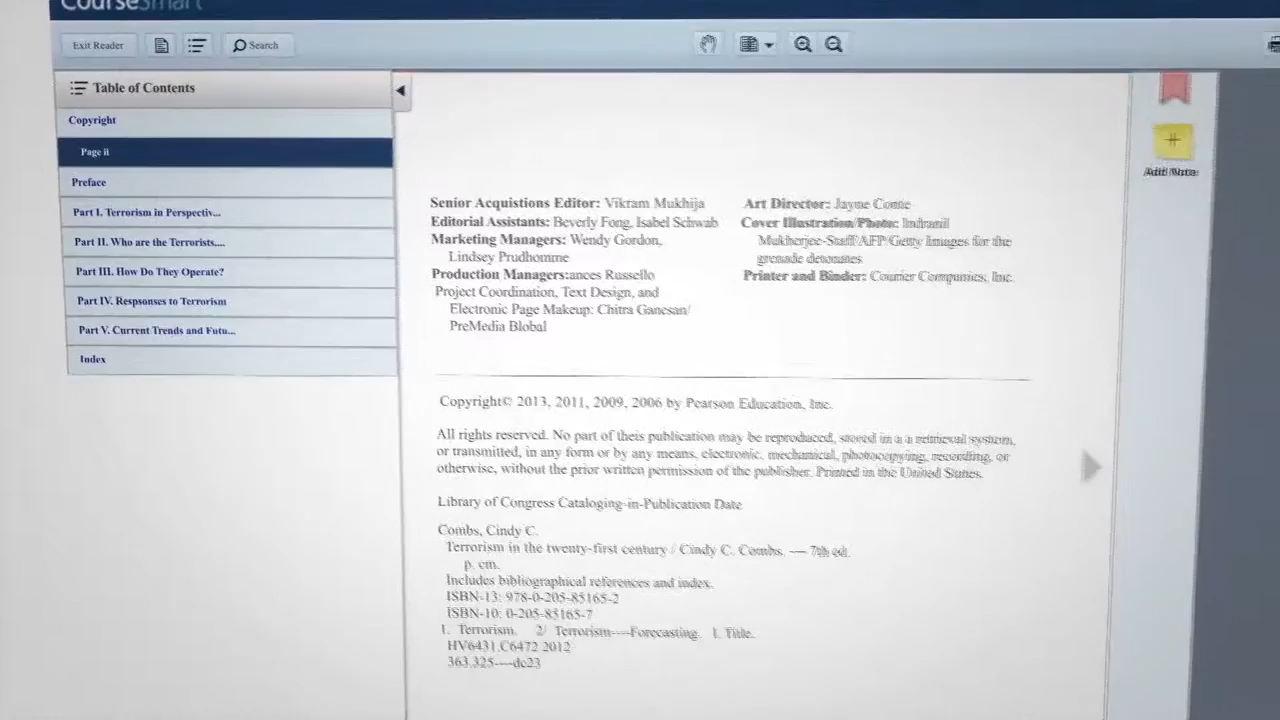 CourseSmart
Exit Reader
Search
Table of Contents
Copyright
Page ii
Preface
Part I. Terrorism in Perspectiv...
Part II. Who are the Terrorists,...
Part III. How Do They Operate?
Part IV. Respsonses to Terrorism
Part V. Current Trends and Futu...
Index
Add Note
Senior Acquistions Editor: Vikram Mukhija
Editorial Assistants: Beverly Fong, Isabel Schwab
Marketing Managers: Wendy Gordon,
Lindsey Prudhomme
Production Managers:ances Russello
Project Coordination, Text Design, and
Electronic Page Makeup: Chitra Ganesan/
PreMedia Blobal
Art Director: Jayme Conne
Cover Illustration/Photo: Indranil
Mukherjee-Staff/AFP/Getty Images for the
grenade detonates
Printer and Binder: Courier Companies, Inc.
Copyright© 2013, 2011, 2009, 2006 by Pearson Education, Inc.
All rights reserved. No part of theis publication may be reproduced, stored in a a retrieval system,
or transmitted, in any form or by any means, electronic, mechanical, photocopying, recording, or
otherwise, without the prior written permission of the publisher. Printed in the United States.
Library of Congress Cataloging-in-Publication Date
Combs, Cindy C.
Terrorism in the twenty-first century / Cindy C. Combs. — 7th ed.
p. cm.
Includes bibliographical references and index.
ISBN-13: 978-0-205-85165-2
ISBN-10: 0-205-85165-7
1. Terrorism. 2/ Terrorism----Forecasting. I. Title.
HV6431.C6472 2012
363.325----dc23